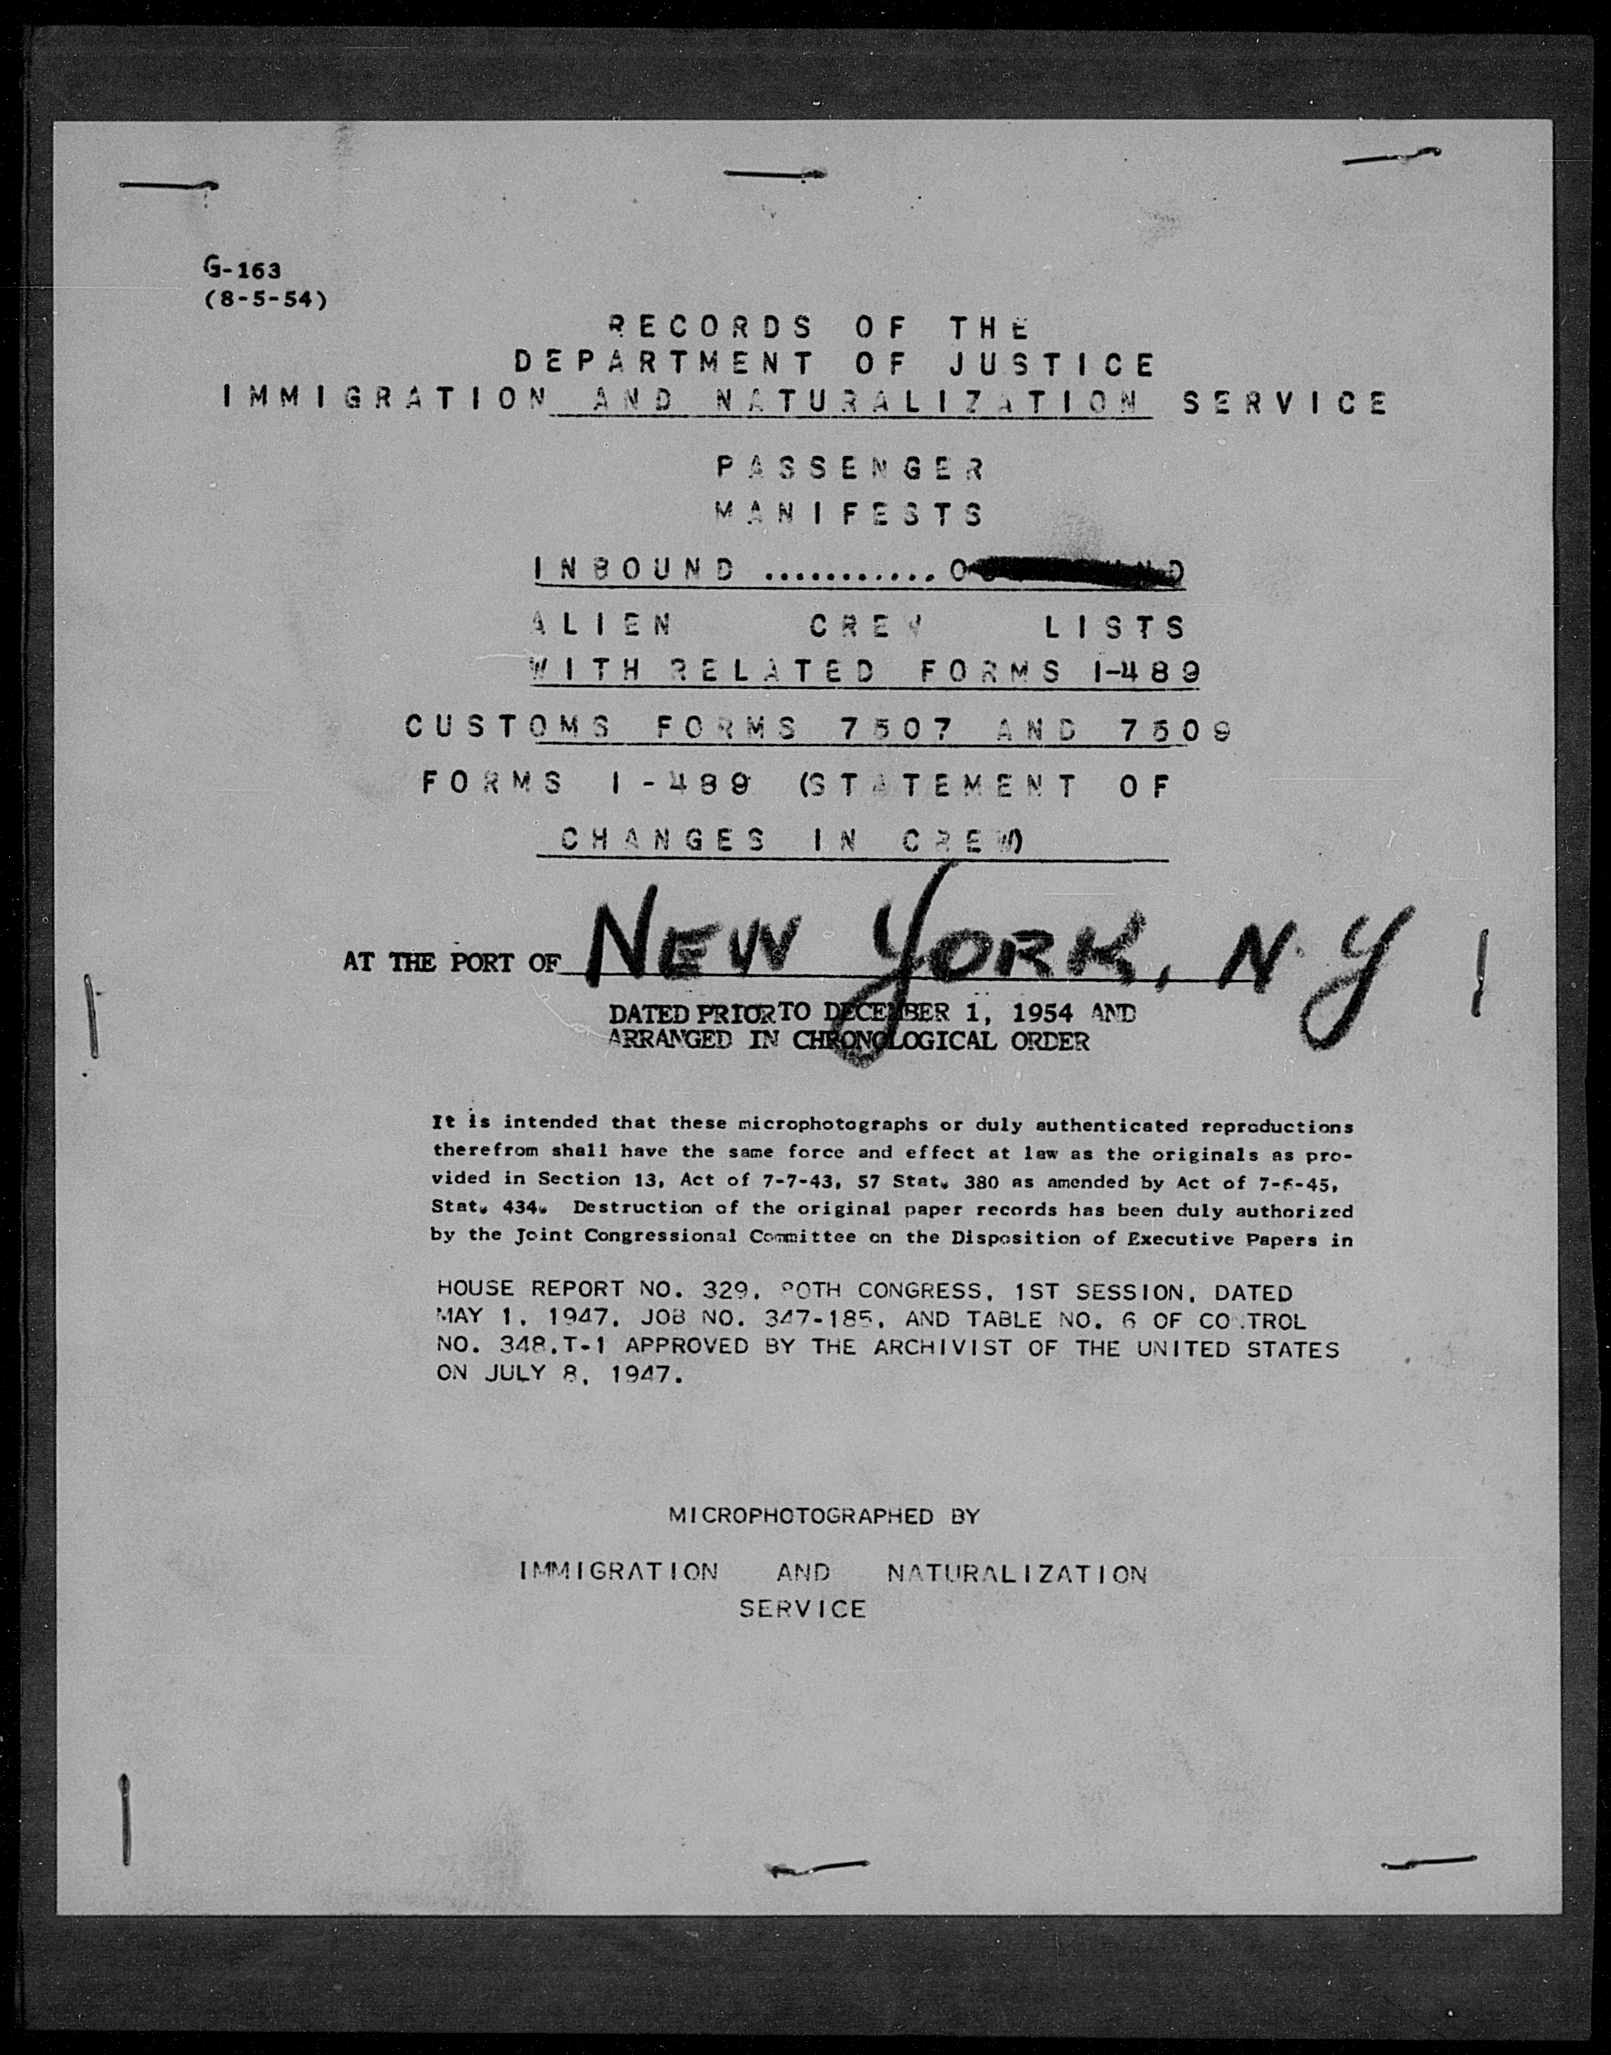 G-163
(8-5-54)
RECORDS OF THE
DEPARTMENT OF JUSTICE
IMMIGRATION AND NATURALIZATION SERVICE
PASSENGER
MANIFESTS
INBOUND ...........
ALIEN CREW LISTS
WITH RELATED FORMS I-489
CUSTOMS FORMS 7507 AND 7509
FORMS I-489 (STATEMENT OF
CHANGES IN CREW)
AT THE PORT OF NEW YORK, N.Y
DATED PRIOR TO DECEMBER 1, 1954 AND
ARRANGED IN CHRONOLOGICAL ORDER
It is intended that these microphotographs or duly authenticated reproductions
therefrom shall have the same force and effect at law as the originals as pro-
vided in Section 13, Act of 7-7-43, 57 Stat. 380 as amended by Act of 7-6-45,
Stat. 434. Destruction of the original paper records has been duly authorized
by the Joint Congressional Committee on the Disposition of Executive Papers in
HOUSE REPORT NO. 329, 80TH CONGRESS, 1ST SESSION, DATED
MAY 1, 1947, JOB NO. 347-185, AND TABLE NO. 6 OF CONTROL
NO. 348.T-1 APPROVED BY THE ARCHIVIST OF THE UNITED STATES
ON JULY 8, 1947.
MICROPHOTOGRAPHED BY
IMMIGRATION AND NATURALIZATION
SERVICE